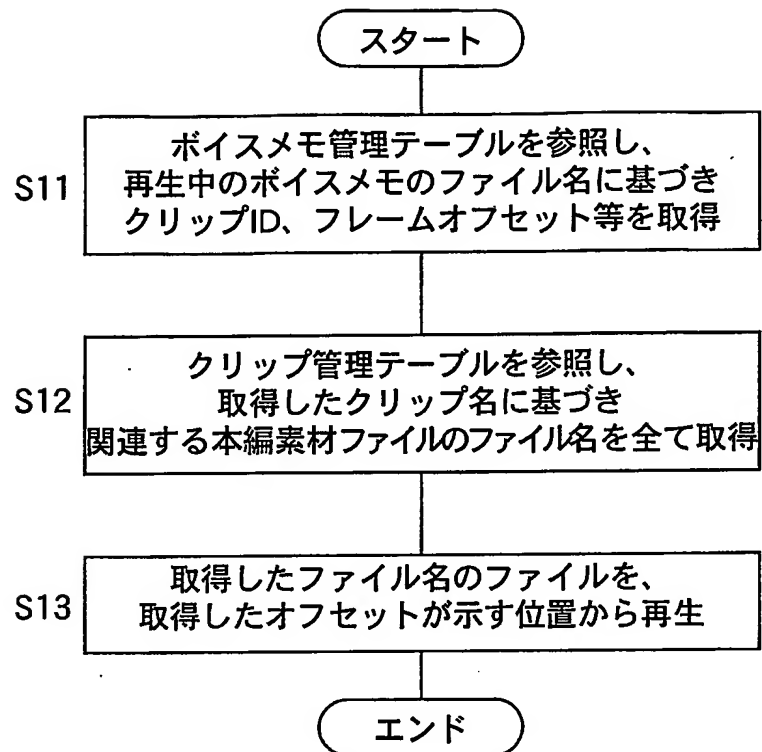 スタート
S11
ボイスメモ管理テーブルを参照し、
再生中のボイスメモのファイル名に基づき
クリップID、フレームオフセット等を取得
S12
クリップ管理テーブルを参照し、
取得したクリップ名に基づき
関連する本編素材ファイルのファイル名を全て取得
S13
取得したファイル名のファイルを、
取得したオフセットが示す位置から再生
エンド